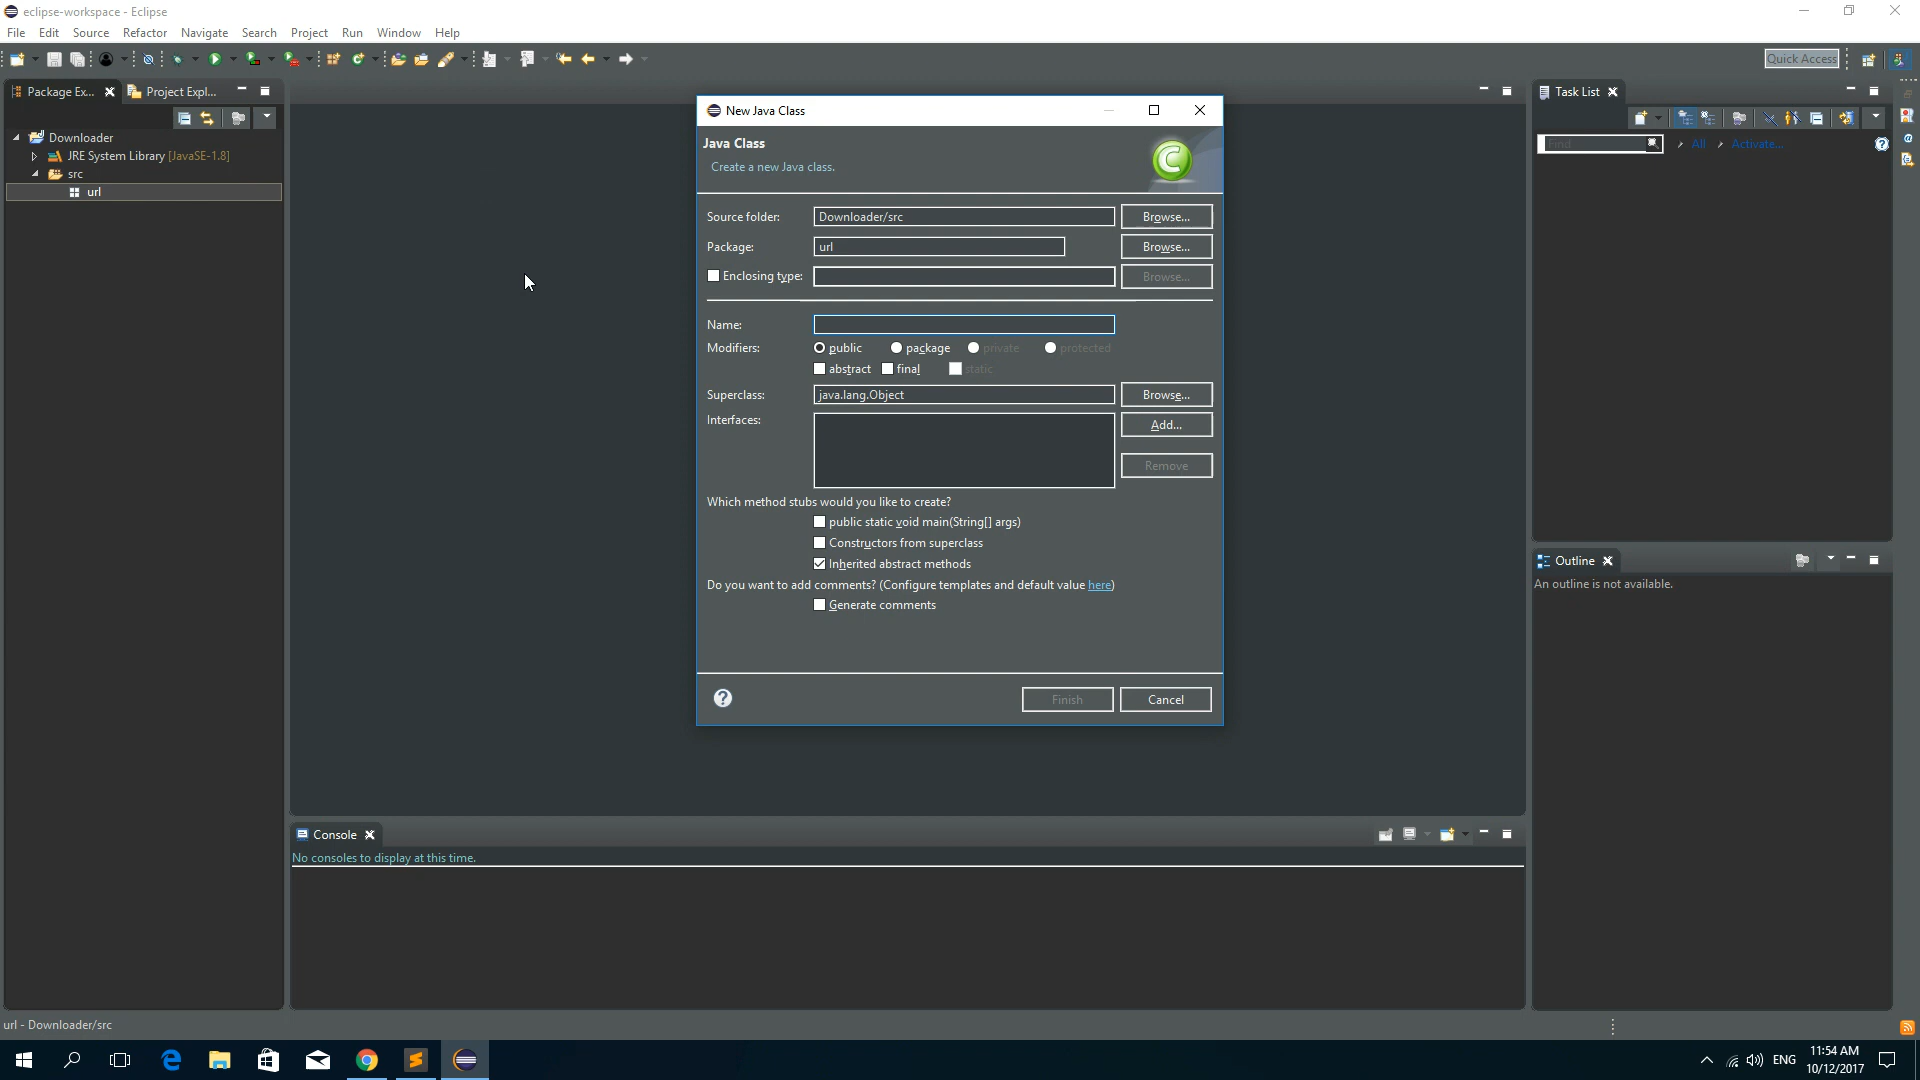 eclipse-workspace - Eclipse
File Edit Source Refactor Navigate Search Project Run Window Help
Quick Access
Package Ex...
Project Expl...
Downloader
JRE System Library [JavaSE-1.8]
src
url
New Java Class
Java Class
Create a new Java class.
Source folder: Downloader/src Browse...
Package: url Browse...
Enclosing type: Browse...
Name:
Modifiers: public package private protected
abstract final static
Superclass: java.lang.Object Browse...
Interfaces: Add...
Remove
Which method stubs would you like to create?
public static void main(String[] args)
Constructors from superclass
Inherited abstract methods
Do you want to add comments? (Configure templates and default value here)
Generate comments
Finish Cancel
Task List
Find All Activate...
Outline
An outline is not available.
Console
No consoles to display at this time.
url - Downloader/src
ENG
11:54 AM
10/12/2017